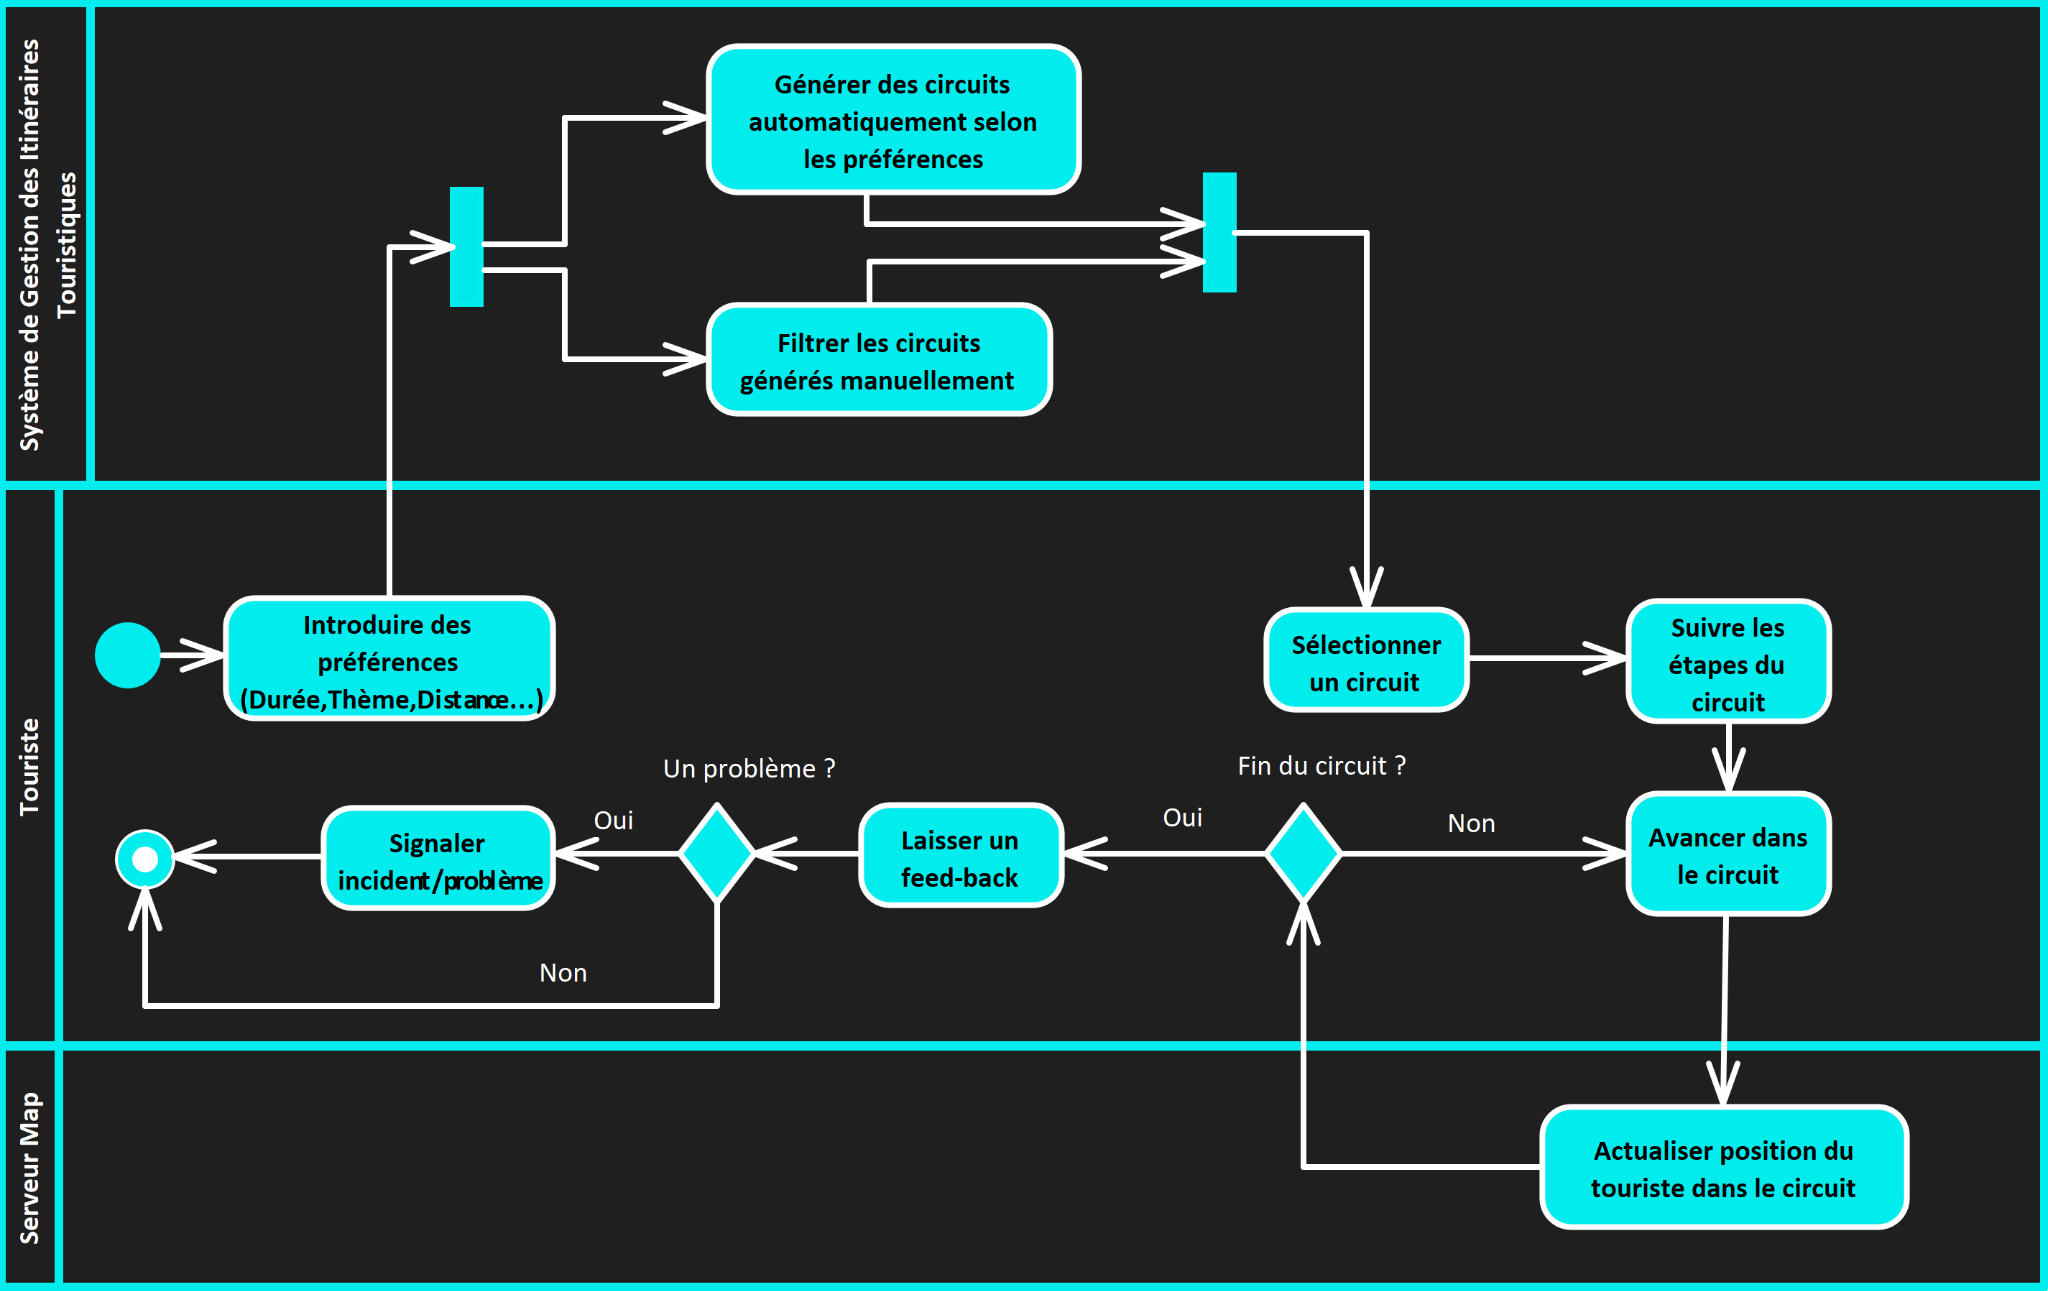 Système de Gestion des Itinéraires
Touristiques
Générer des circuits
automatiquement selon
les préférences
Filtrer les circuits
générés manuellement
Touriste
Introduire des
préférences
(Durée,Thème,Distance...)
Sélectionner
un circuit
Suivre les
étapes du
circuit
Un problème ?
Fin du circuit ?
Signaler
incident/problème
Oui
Laisser un
feed-back
Oui
Non
Avancer dans
le circuit
Non
Serveur Map
Actualiser position du
touriste dans le circuit